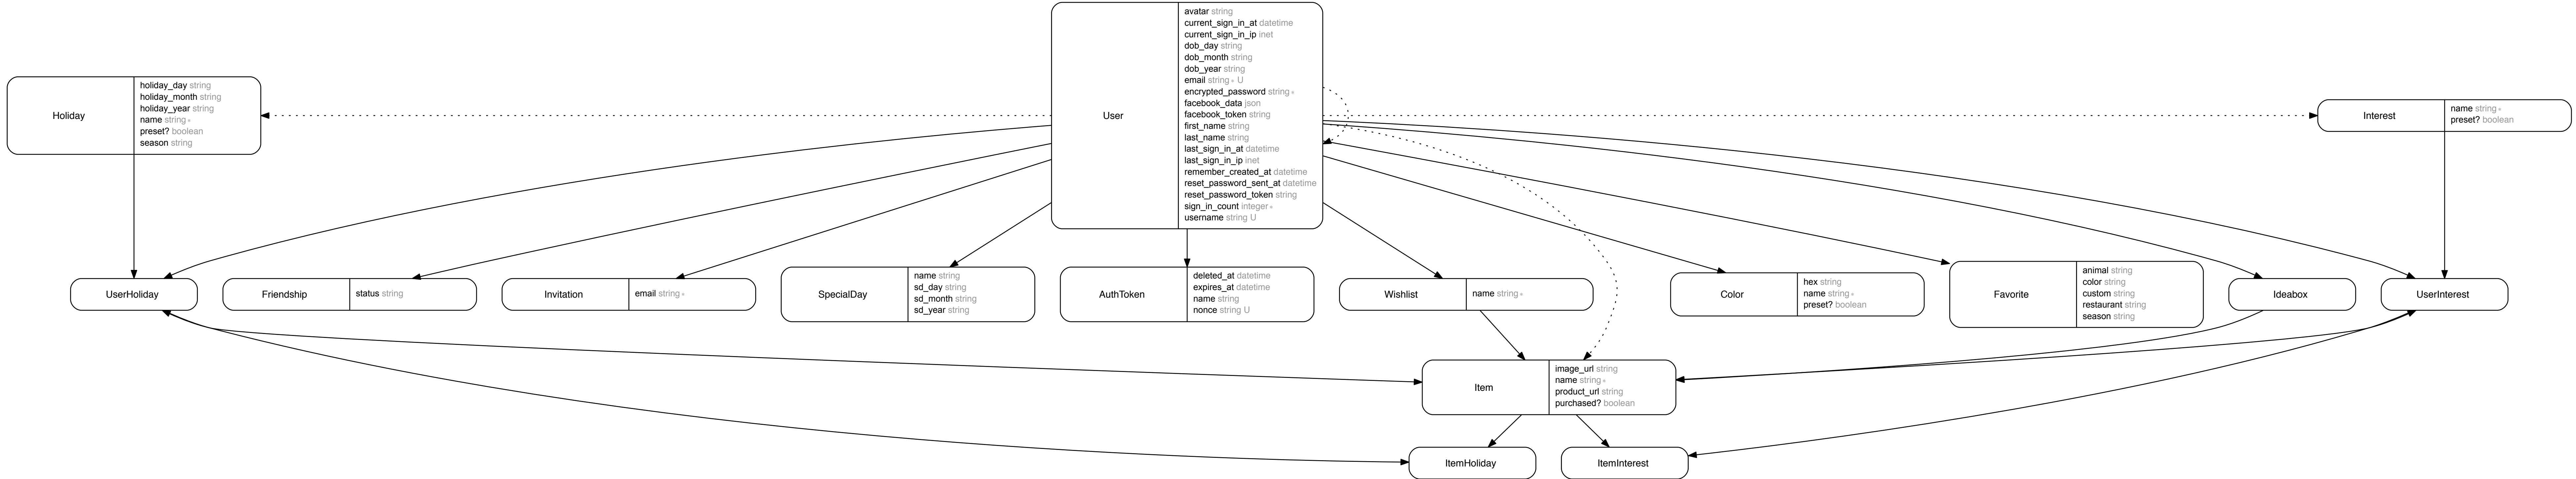 User
avatar string
current_sign_in_at datetime
current_sign_in_ip inet
dob_day string
dob_month string
dob_year string
email string ∗ U
encrypted_password string ∗
facebook_data json
facebook_token string
first_name string
last_name string
last_sign_in_at datetime
last_sign_in_ip inet
remember_created_at datetime
reset_password_sent_at datetime
reset_password_token string
sign_in_count integer ∗
username string U
Holiday
holiday_day string
holiday_month string
holiday_year string
name string ∗
preset? boolean
season string
Interest
name string ∗
preset? boolean
UserHoliday
Friendship
status string
Invitation
email string ∗
SpecialDay
name string
sd_day string
sd_month string
sd_year string
AuthToken
deleted_at datetime
expires_at datetime
name string
nonce string U
Wishlist
name string ∗
Color
hex string
name string ∗
preset? boolean
Favorite
animal string
color string
custom string
restaurant string
season string
Ideabox
UserInterest
Item
image_url string
name string ∗
product_url string
purchased? boolean
ItemHoliday
ItemInterest